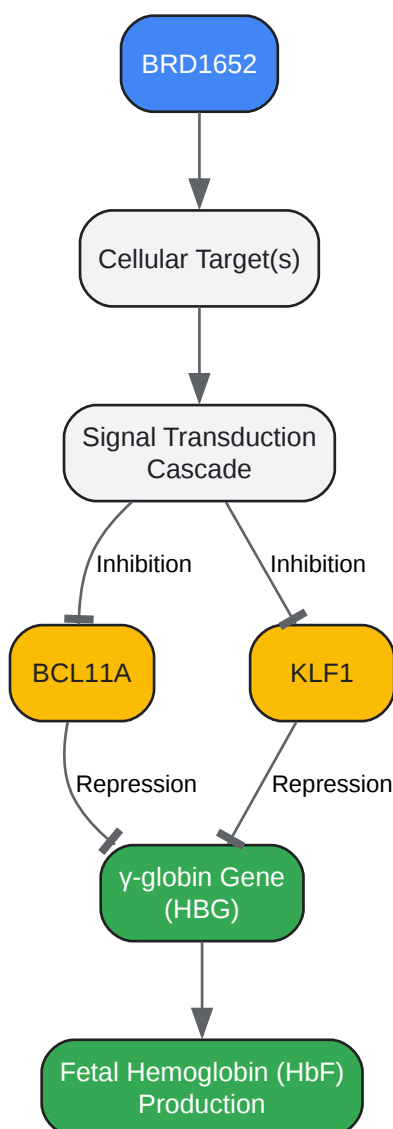 BRD1652
Cellular Target(s)
Signal Transduction
Cascade
Inhibition
Inhibition
BCL11A
KLF1
Repression
Repression
γ-globin Gene
(HBG)
Fetal Hemoglobin (HbF)
Production